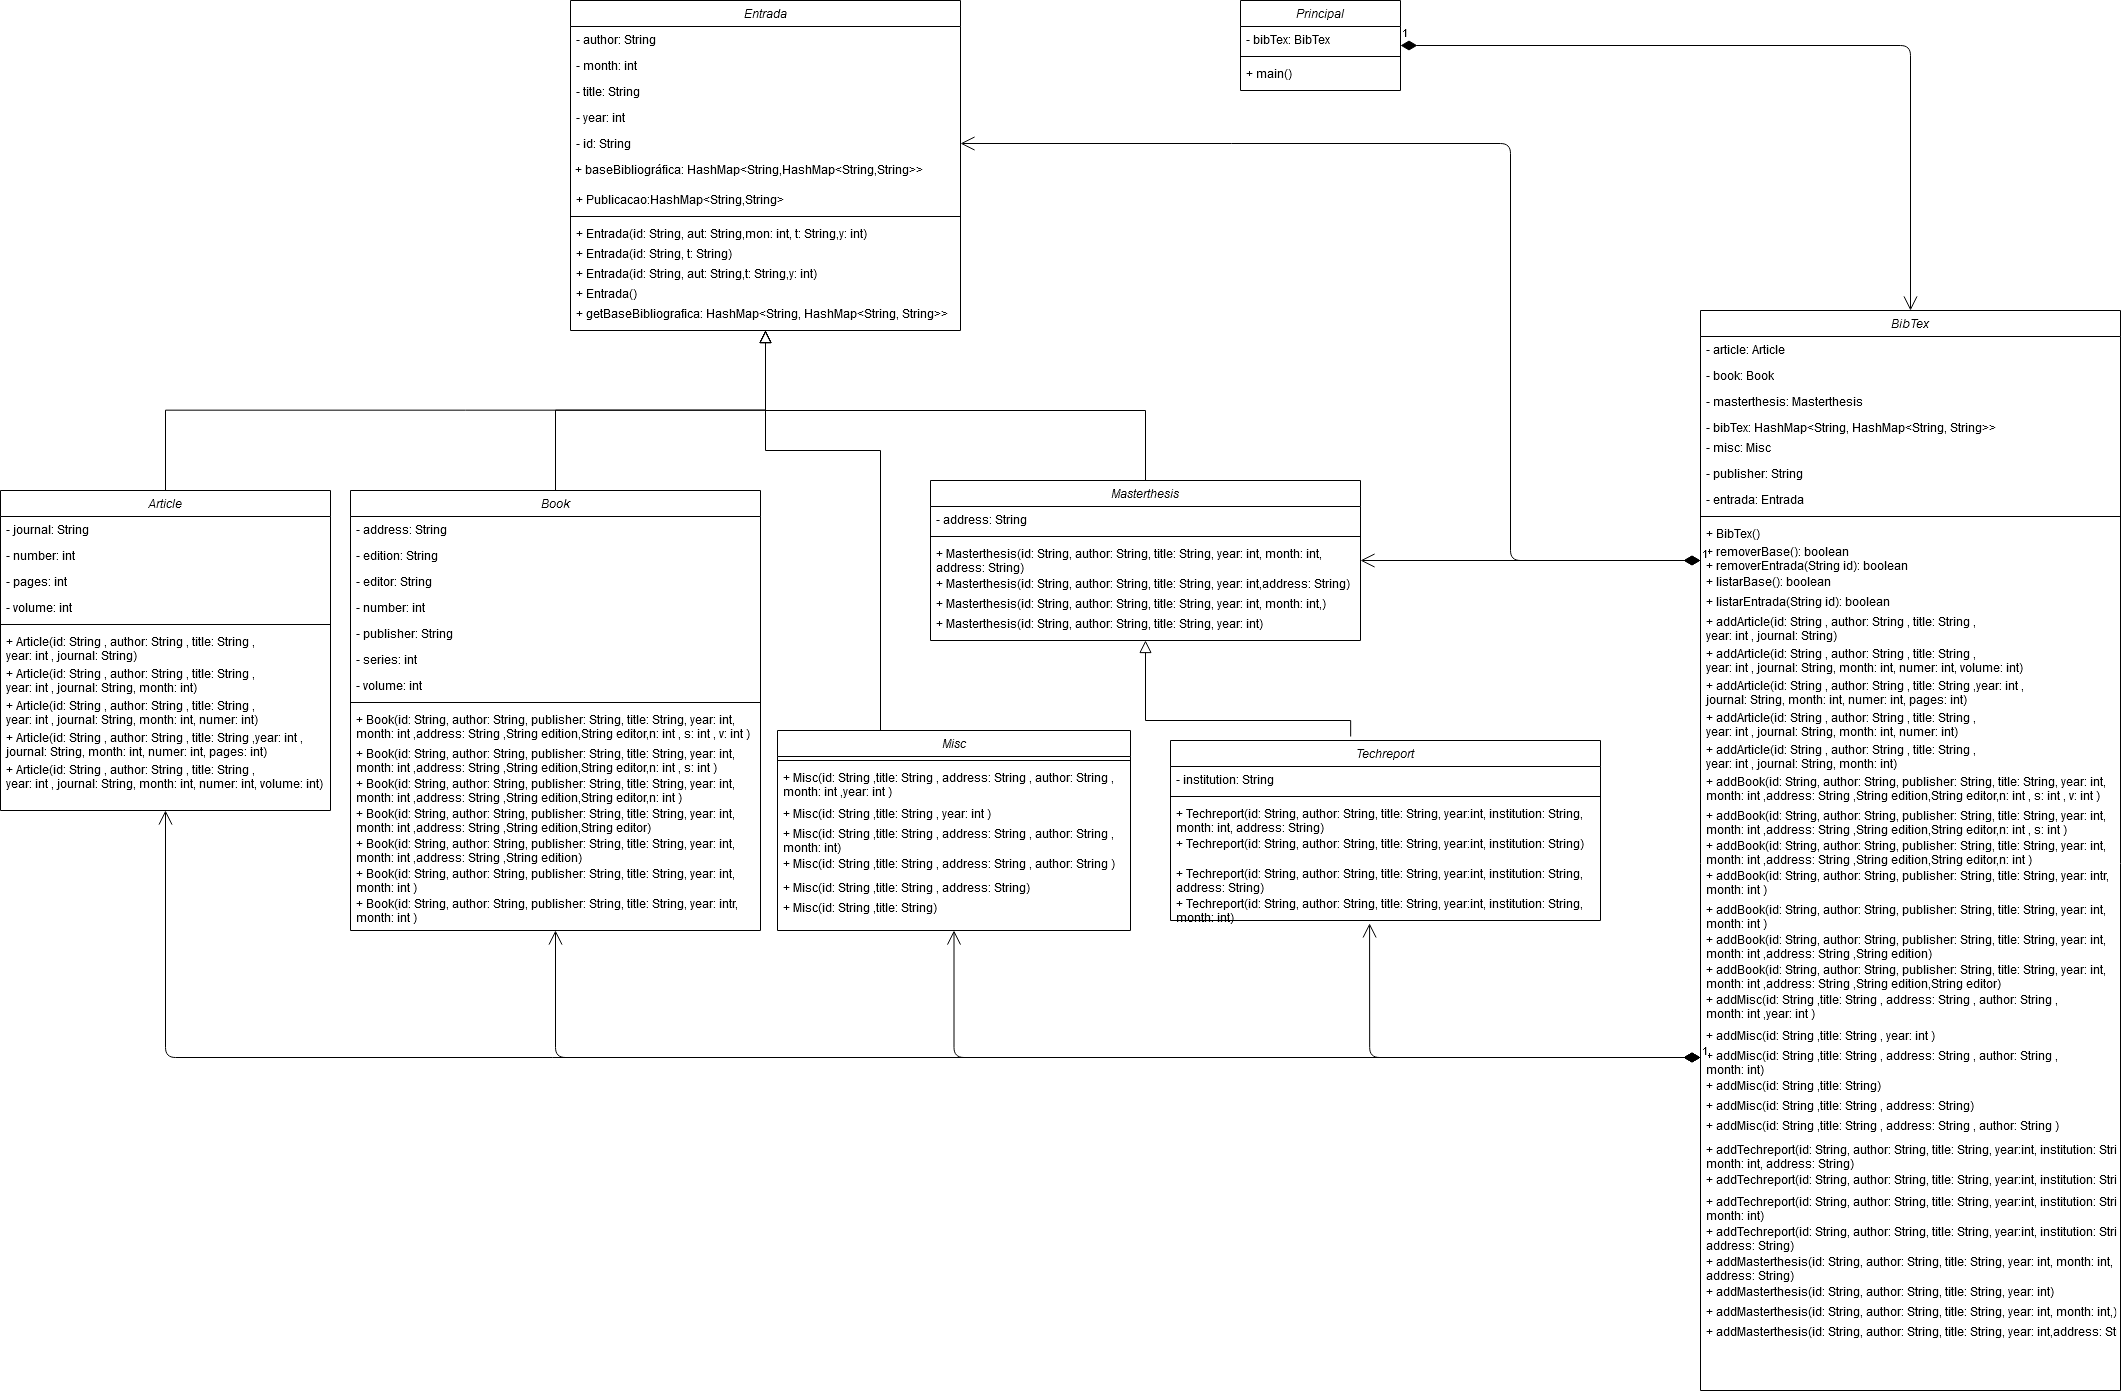 Entrada
- author: String
- month: int
- title: String
- year: int
- id: String
+ baseBibliográfica: HashMap<String,HashMap<String,String>>
+ Publicacao:HashMap<String,String>
+ Entrada(id: String, aut: String,mon: int, t: String,y: int)
+ Entrada(id: String, t: String)
+ Entrada(id: String, aut: String,t: String,y: int)
+ Entrada()
+ getBaseBibliografica: HashMap<String, HashMap<String, String>>
Principal
- bibTex: BibTex
+ main()
1
Article
- journal: String
- number: int
- pages: int
- volume: int
+ Article(id: String , author: String , title: String ,
year: int , journal: String)
+ Article(id: String , author: String , title: String ,
year: int , journal: String, month: int)
+ Article(id: String , author: String , title: String ,
year: int , journal: String, month: int, numer: int)
+ Article(id: String , author: String , title: String ,year: int ,
journal: String, month: int, numer: int, pages: int)
+ Article(id: String , author: String , title: String ,
year: int , journal: String, month: int, numer: int, volume: int)
Book
- address: String
- edition: String
- editor: String
- number: int
- publisher: String
- series: int
- volume: int
+ Book(id: String, author: String, publisher: String, title: String, year: int,
month: int ,address: String ,String edition,String editor,n: int , s: int , v: int )
+ Book(id: String, author: String, publisher: String, title: String, year: int,
month: int ,address: String ,String edition,String editor,n: int , s: int )
+ Book(id: String, author: String, publisher: String, title: String, year: int,
month: int ,address: String ,String edition,String editor,n: int )
+ Book(id: String, author: String, publisher: String, title: String, year: int,
month: int ,address: String ,String edition,String editor)
+ Book(id: String, author: String, publisher: String, title: String, year: int,
month: int ,address: String ,String edition)
+ Book(id: String, author: String, publisher: String, title: String, year: int,
month: int )
+ Book(id: String, author: String, publisher: String, title: String, year: intr,
month: int )
Misc
+ Misc(id: String ,title: String , address: String , author: String ,
month: int ,year: int )
+ Misc(id: String ,title: String , year: int )
+ Misc(id: String ,title: String , address: String , author: String ,
month: int)
+ Misc(id: String ,title: String , address: String , author: String )
+ Misc(id: String ,title: String , address: String)
+ Misc(id: String ,title: String)
Masterthesis
- address: String
+ Masterthesis(id: String, author: String, title: String, year: int, month: int,
address: String)
+ Masterthesis(id: String, author: String, title: String, year: int,address: String)
+ Masterthesis(id: String, author: String, title: String, year: int, month: int,)
+ Masterthesis(id: String, author: String, title: String, year: int)
Techreport
- institution: String
+ Techreport(id: String, author: String, title: String, year:int, institution: String,
month: int, address: String)
+ Techreport(id: String, author: String, title: String, year:int, institution: String)
+ Techreport(id: String, author: String, title: String, year:int, institution: String,
address: String)
+ Techreport(id: String, author: String, title: String, year:int, institution: String,
month: int)
BibTex
- article: Article
- book: Book
- masterthesis: Masterthesis
- bibTex: HashMap<String, HashMap<String, String>>
- misc: Misc
- publisher: String
- entrada: Entrada
+ BibTex()
1
+ removerBase(): boolean
+ removerEntrada(String id): boolean
+ listarBase(): boolean
+ listarEntrada(String id): boolean
+ addArticle(id: String , author: String , title: String ,
year: int , journal: String)
+ addArticle(id: String , author: String , title: String ,
year: int , journal: String, month: int, numer: int, volume: int)
+ addArticle(id: String , author: String , title: String ,year: int ,
journal: String, month: int, numer: int, pages: int)
+ addArticle(id: String , author: String , title: String ,
year: int , journal: String, month: int, numer: int)
+ addArticle(id: String , author: String , title: String ,
year: int , journal: String, month: int)
+ addBook(id: String, author: String, publisher: String, title: String, year: int,
month: int ,address: String ,String edition,String editor,n: int , s: int , v: int )
+ addBook(id: String, author: String, publisher: String, title: String, year: int,
month: int ,address: String ,String edition,String editor,n: int , s: int )
+ addBook(id: String, author: String, publisher: String, title: String, year: int,
month: int ,address: String ,String edition,String editor,n: int )
+ addBook(id: String, author: String, publisher: String, title: String, year: intr,
month: int )
+ addBook(id: String, author: String, publisher: String, title: String, year: int,
month: int )
+ addBook(id: String, author: String, publisher: String, title: String, year: int,
month: int ,address: String ,String edition)
+ addBook(id: String, author: String, publisher: String, title: String, year: int,
month: int ,address: String ,String edition,String editor)
+ addMisc(id: String ,title: String , address: String , author: String ,
month: int ,year: int )
+ addMisc(id: String ,title: String , year: int )
1
+ addMisc(id: String ,title: String , address: String , author: String ,
month: int)
+ addMisc(id: String ,title: String)
+ addMisc(id: String ,title: String , address: String)
+ addMisc(id: String ,title: String , address: String , author: String )
+ addTechreport(id: String, author: String, title: String, year:int, institution: Stri
month: int, address: String)
+ addTechreport(id: String, author: String, title: String, year:int, institution: Stri
+ addTechreport(id: String, author: String, title: String, year:int, institution: Stri
month: int)
+ addTechreport(id: String, author: String, title: String, year:int, institution: Stri
address: String)
+ addMasterthesis(id: String, author: String, title: String, year: int, month: int,
address: String)
+ addMasterthesis(id: String, author: String, title: String, year: int)
+ addMasterthesis(id: String, author: String, title: String, year: int, month: int,)
+ addMasterthesis(id: String, author: String, title: String, year: int,address: St